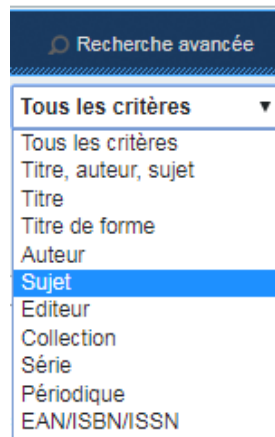 Recherche avancée
Tous les critères
Tous les critères
Titre, auteur, sujet
Titre
Titre de forme
Auteur
Sujet
Editeur
Collection
Série
Périodique
EAN/ISBN/ISSN